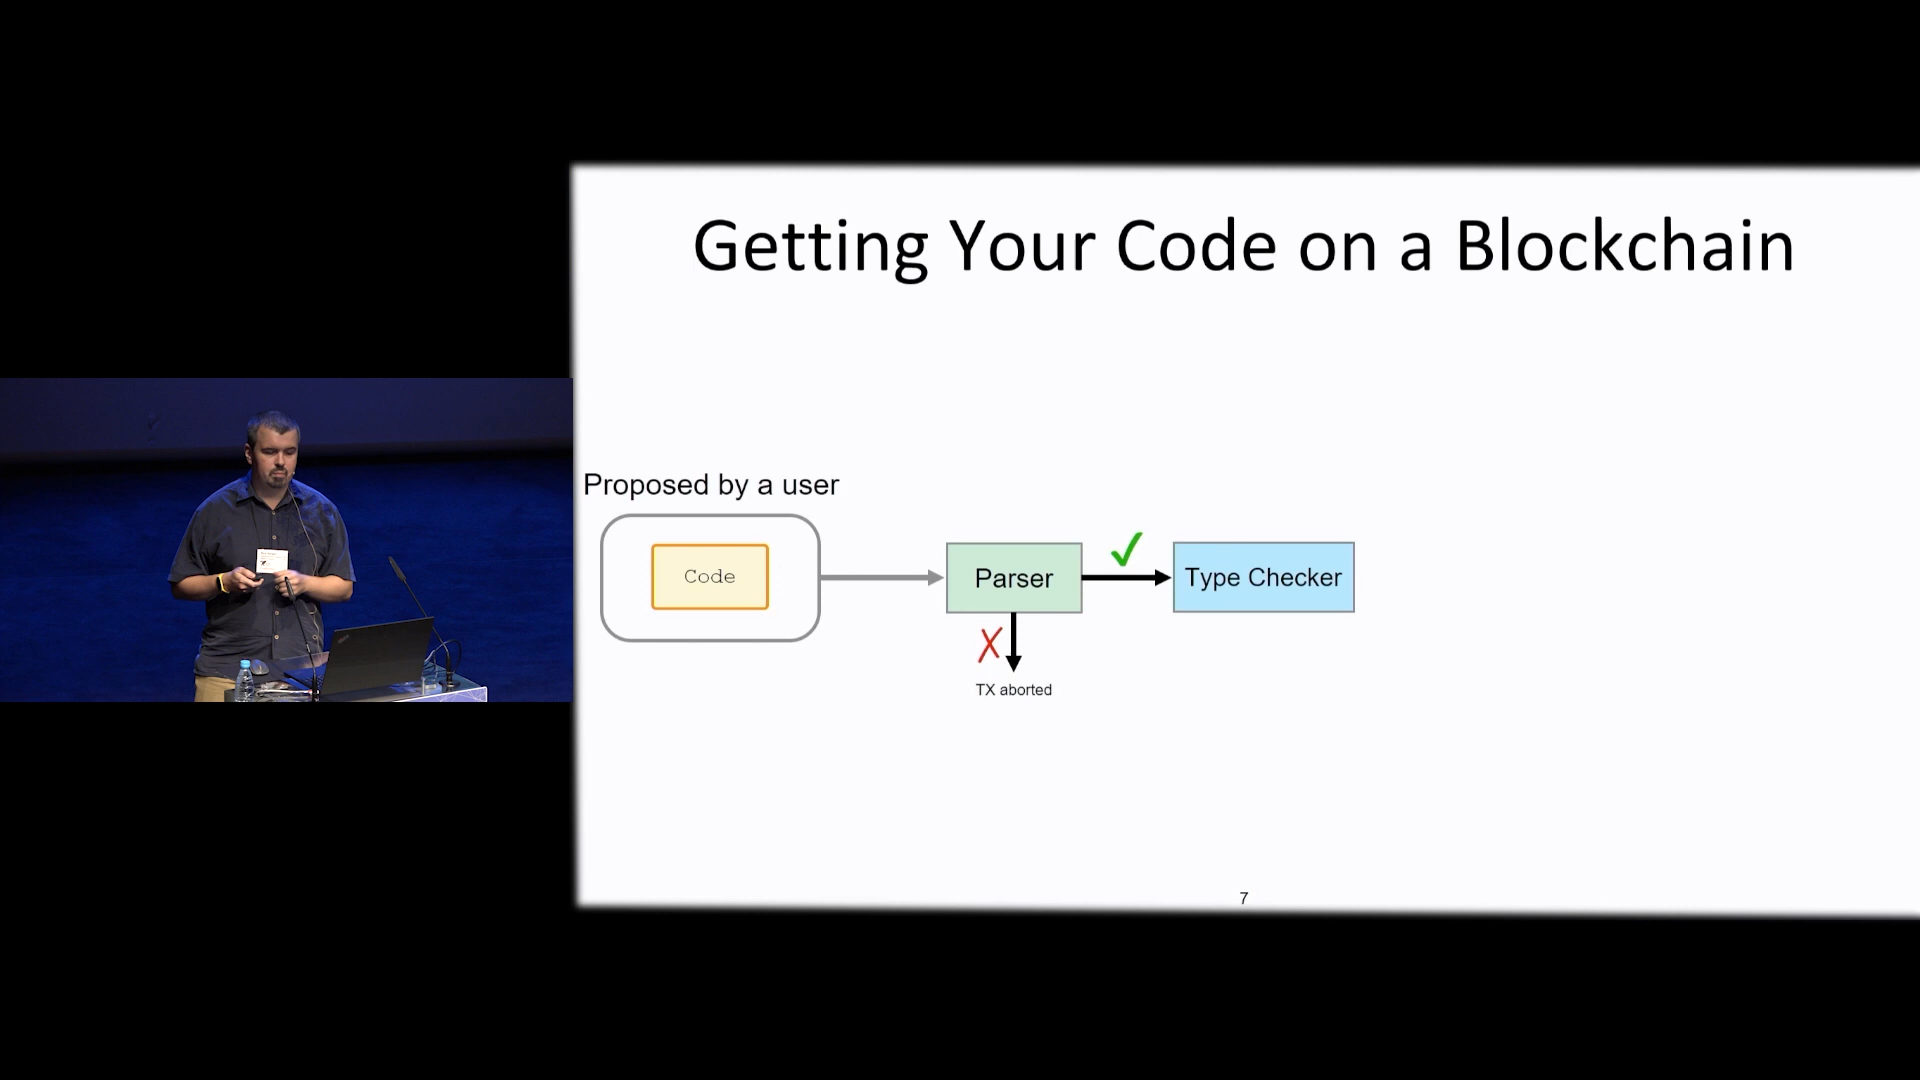 Getting Your Code on a Blockchain
Proposed by a user
Code
Parser
Type Checker
TX aborted
7